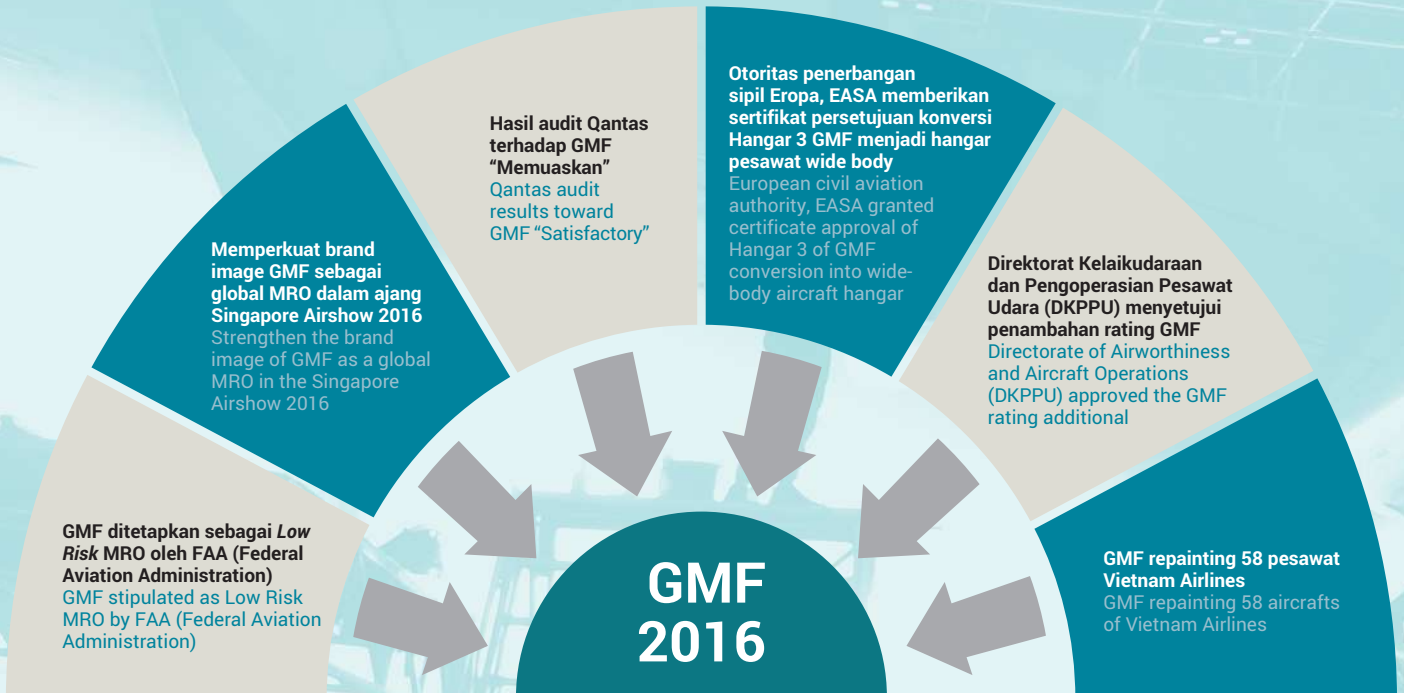 GMF ditetapkan sebagai Low
Risk MRO oleh FAA (Federal
Aviation Administration)
GMF stipulated as Low Risk
MRO by FAA (Federal Aviation
Administration)
Memperkuat brand
image GMF sebagai
global MRO dalam ajang
Singapore Airshow 2016
Strengthen the brand
image of GMF as a global
MRO in the Singapore
Airshow 2016
Hasil audit Qantas
terhadap GMF
“Memuaskan”
Qantas audit
results toward
GMF “Satisfactory”
Otoritas penerbangan
sipil Eropa, EASA memberikan
sertifikat persetujuan konversi
Hangar 3 GMF menjadi hangar
pesawat wide body
European civil aviation
authority, EASA granted
certificate approval of
Hangar 3 of GMF
conversion into wide-
body aircraft hangar
Direktorat Kelaikudaraan
dan Pengoperasian Pesawat
Udara (DKPPU) menyetujui
penambahan rating GMF
Directorate of Airworthiness
and Aircraft Operations
(DKPPU) approved the GMF
rating additional
GMF repainting 58 pesawat
Vietnam Airlines
GMF repainting 58 aircrafts
of Vietnam Airlines
GMF
2016